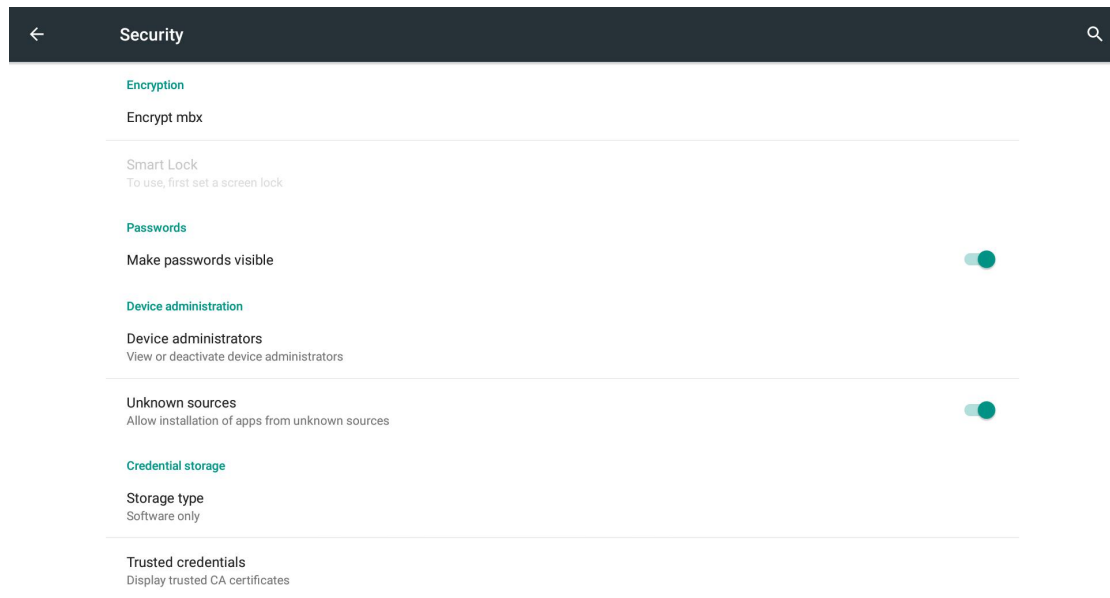 Security
Encryption
Encrypt mbx
Smart Lock
To use, first set a screen lock
Passwords
Make passwords visible
Device administration
Device administrators
View or deactivate device administrators
Unknown sources
Allow installation of apps from unknown sources
Credential storage
Storage type
Software only
Trusted credentials
Display trusted CA certificates